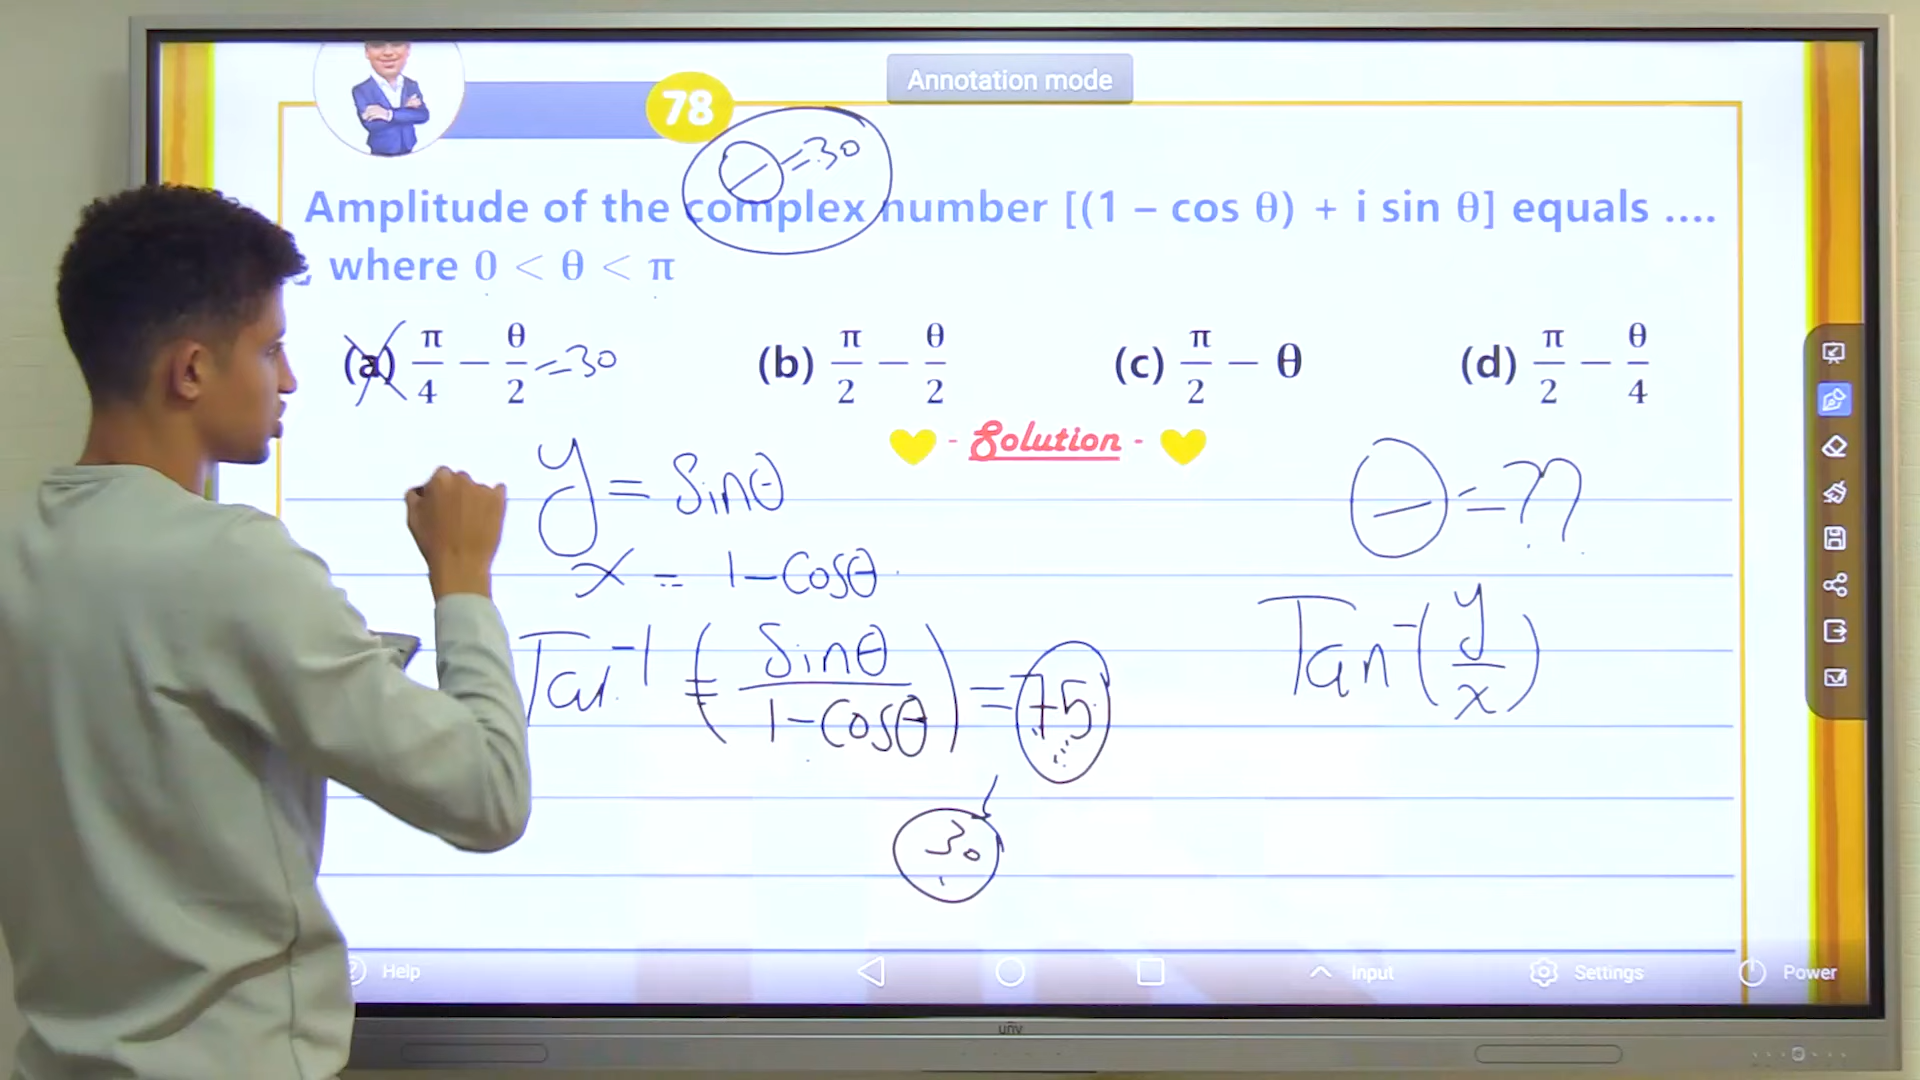 Annotation mode
78
θ = 30
Amplitude of the complex number [(1 – cos θ) + i sin θ] equals ....
, where 0 < θ < π
(a) π/4 – θ/2 = 30
(b) π/2 – θ/2
(c) π/2 – θ
(d) π/2 – θ/4
- Solution -
y = Sinθ
θ = ??
x = 1 – Cosθ
Tan⁻¹ (Sinθ / 1 – Cosθ) = 75
Tan⁻(y/x)
30
Help
Input
Settings
Power
unv